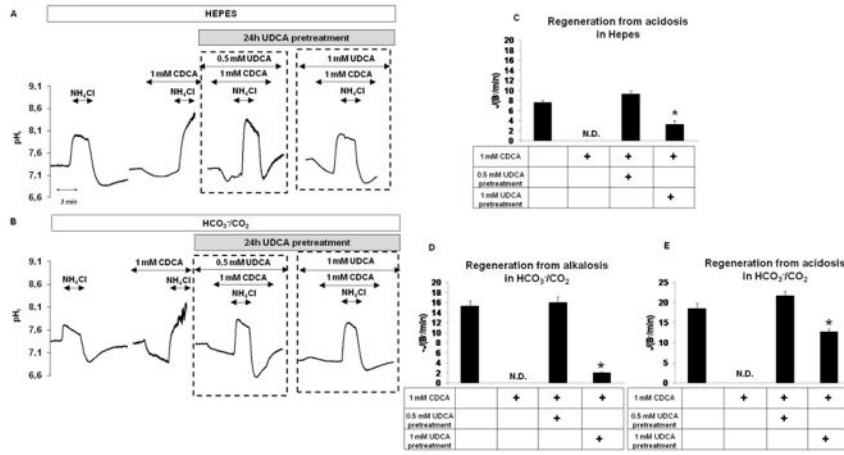 A
HEPES
24h UDCA pretreatment
0.5 mM UDCA
1 mM UDCA
1 mM CDCA
1 mM CDCA
1 mM CDCA
NH₄Cl
NH₄Cl
NH₄Cl
NH₄Cl
pHᵢ
9,1
8,6
8,1
7,6
7,1
6,6
3 min
B
HCO₃⁻/CO₂
24h UDCA pretreatment
1 mM CDCA
0.5 mM UDCA
1 mM UDCA
1 mM CDCA
1 mM CDCA
NH₄Cl
NH₄Cl
NH₄Cl
NH₄Cl
pHᵢ
9,1
8,6
8,1
7,6
7,1
6,6
C
Regeneration from acidosis
in Hepes
J(B⁻/min)
20
18
16
14
12
10
8
6
4
2
0
N.D.
*
1 mM CDCA + + +
0.5 mM UDCA
pretreatment +
1 mM UDCA
pretreatment +
D
Regeneration from alkalosis
in HCO₃⁻/CO₂
-J(B⁻/min)
20
18
16
14
12
10
8
6
4
2
0
N.D.
*
1 mM CDCA + + +
0.5 mM UDCA
pretreatment +
1 mM UDCA
pretreatment +
E
Regeneration from acidosis
in HCO₃⁻/CO₂
J(B⁻/min)
25
20
15
10
5
0
N.D.
*
1 mM CDCA + + +
0.5 mM UDCA
pretreatment +
1 mM UDCA
pretreatment +